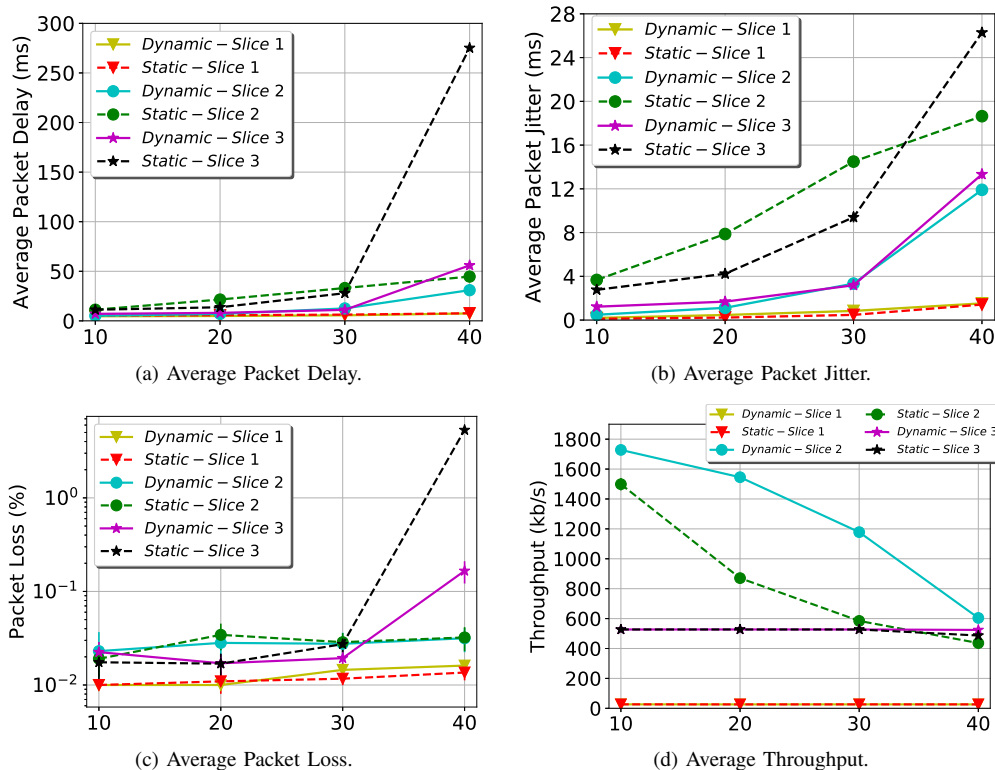 300
250
200
150
100
50
0
Average Packet Delay (ms)
Dynamic−Slice 1
Static−Slice 1
Dynamic−Slice 2
Static−Slice 2
Dynamic−Slice 3
Static−Slice 3
10 20 30 40
(a) Average Packet Delay.
28
24
20
16
12
8
4
0
Average Packet Jitter (ms)
Dynamic−Slice 1
Static−Slice 1
Dynamic−Slice 2
Static−Slice 2
Dynamic−Slice 3
Static−Slice 3
10 20 30 40
(b) Average Packet Jitter.
10⁰
10⁻¹
10⁻²
Packet Loss (%)
Dynamic−Slice 1
Static−Slice 1
Dynamic−Slice 2
Static−Slice 2
Dynamic−Slice 3
Static−Slice 3
10 20 30 40
(c) Average Packet Loss.
Dynamic−Slice 1
Static−Slice 1
Dynamic−Slice 2
Static−Slice 2
Dynamic−Slice 3
Static−Slice 3
1800
1600
1400
1200
1000
800
600
400
200
0
Throughput (kb/s)
10 20 30 40
(d) Average Throughput.